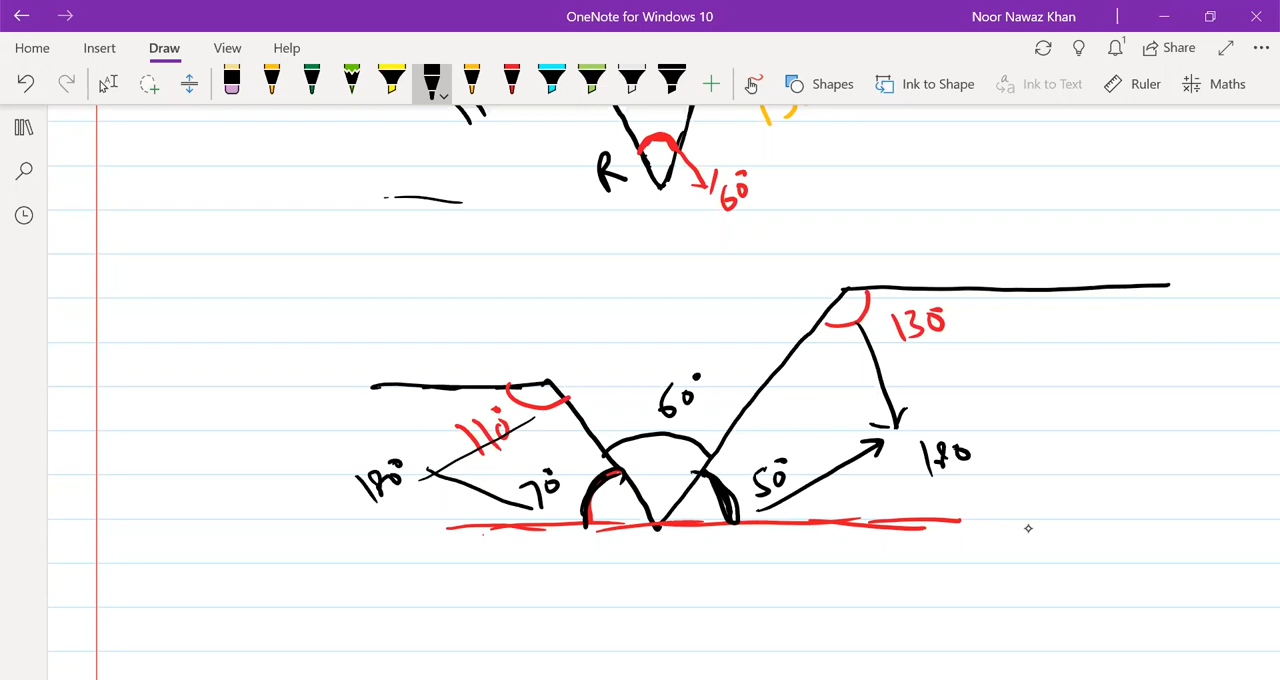 OneNote for Windows 10
Noor Nawaz Khan
Home Insert Draw View Help
1 Share
Shapes Ink to Shape Ink to Text Ruler Maths
R
60°
130°
60°
110°
180°
70°
50°
180